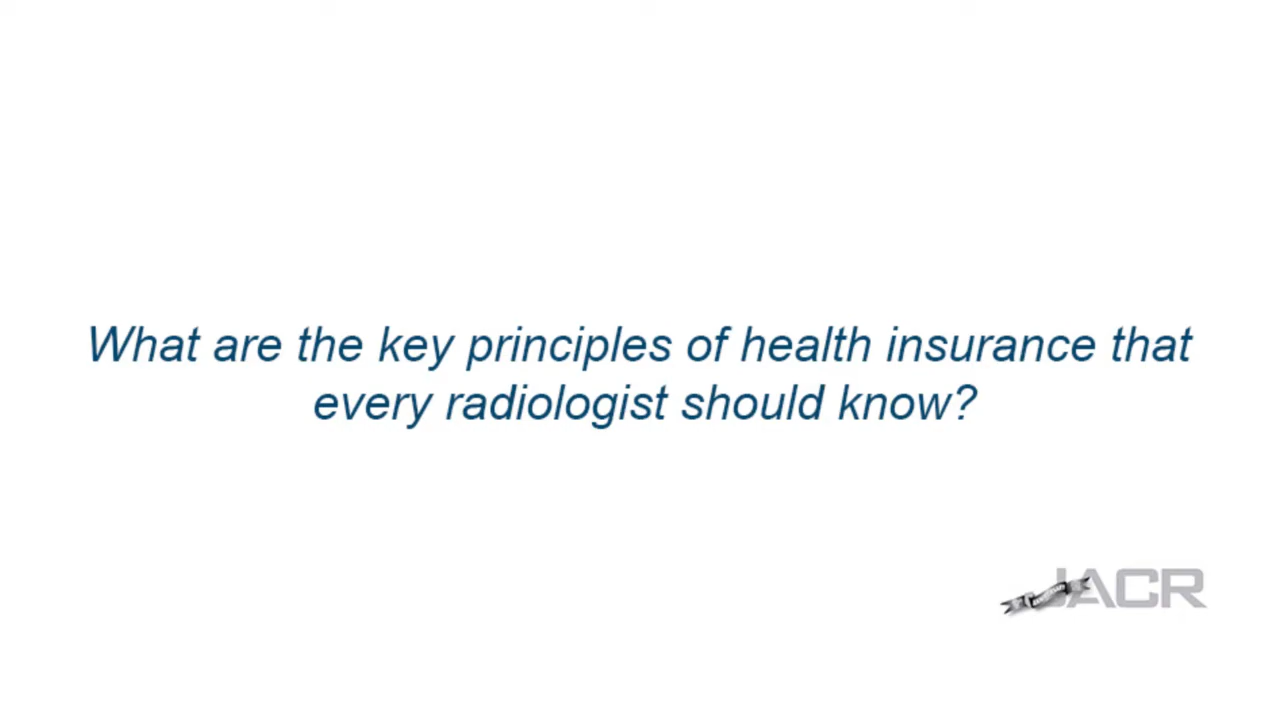 What are the key principles of health insurance that
every radiologist should know?
JACR